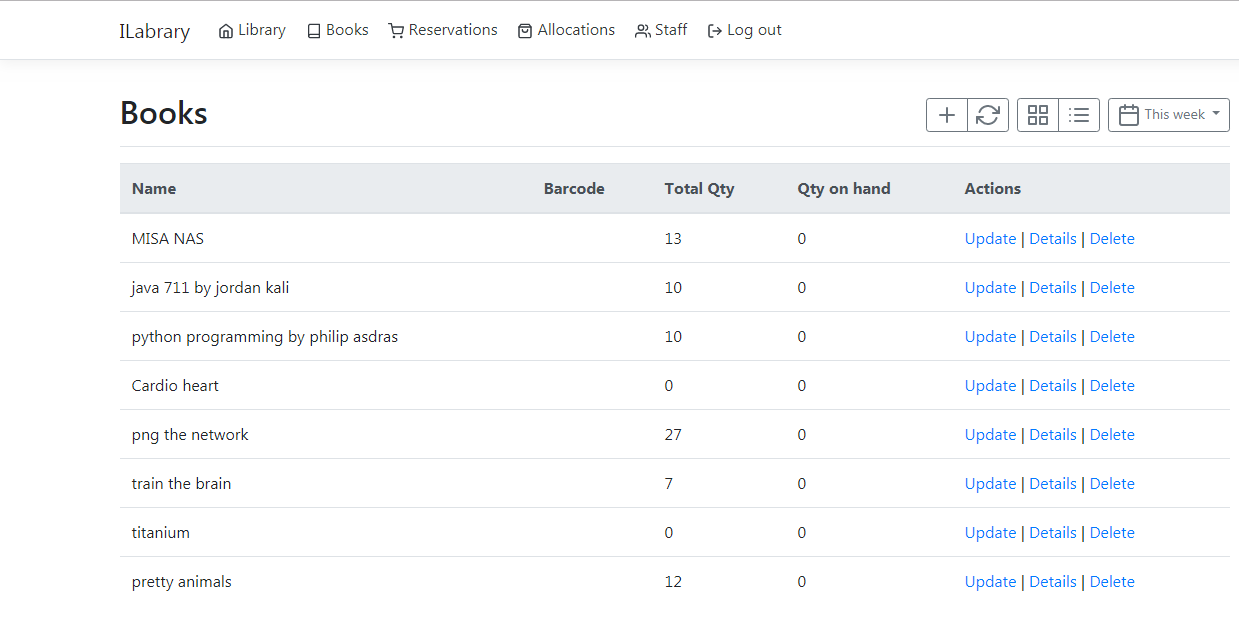 ILabrary Library Books Reservations Allocations Staff Log out
Books This week
Name Barcode Total Qty Qty on hand Actions
MISA NAS 13 0 Update | Details | Delete
java 711 by jordan kali 10 0 Update | Details | Delete
python programming by philip asdras 10 0 Update | Details | Delete
Cardio heart 0 0 Update | Details | Delete
png the network 27 0 Update | Details | Delete
train the brain 7 0 Update | Details | Delete
titanium 0 0 Update | Details | Delete
pretty animals 12 0 Update | Details | Delete